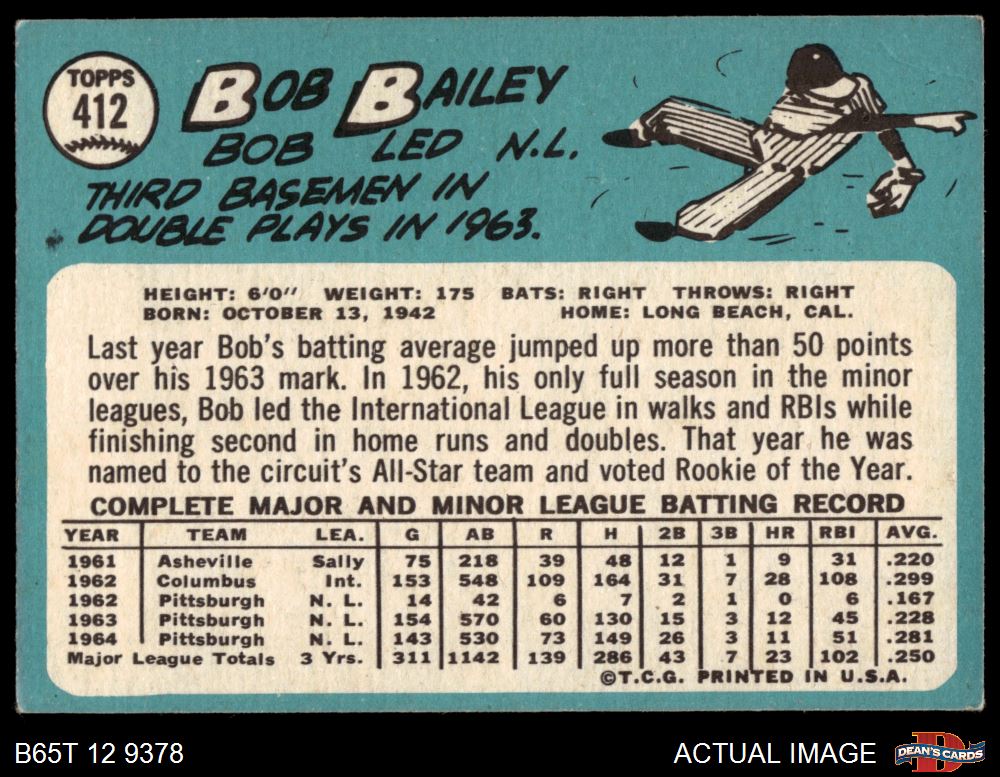 TOPPS
412
BOB BAILEY
BOB LED N.L.
THIRD BASEMEN IN
DOUBLE PLAYS IN 1963.
HEIGHT: 6'0" WEIGHT: 175 BATS: RIGHT THROWS: RIGHT
BORN: OCTOBER 13, 1942 HOME: LONG BEACH, CAL.
Last year Bob's batting average jumped up more than 50 points
over his 1963 mark. In 1962, his only full season in the minor
leagues, Bob led the International League in walks and RBIs while
finishing second in home runs and doubles. That year he was
named to the circuit's All-Star team and voted Rookie of the Year.
COMPLETE MAJOR AND MINOR LEAGUE BATTING RECORD
YEAR TEAM LEA. G AB R H 2B 3B HR RBI AVG.
1961 Asheville Sally 75 218 39 48 12 1 9 31 .220
1962 Columbus Int. 153 548 109 164 31 7 28 108 .299
1962 Pittsburgh N. L. 14 42 6 7 2 1 0 6 .167
1963 Pittsburgh N. L. 154 570 60 130 15 3 12 45 .228
1964 Pittsburgh N. L. 143 530 73 149 26 3 11 51 .281
Major League Totals 3 Yrs. 311 1142 139 286 43 7 23 102 .250
©T.C.G. PRINTED IN U.S.A.
B65T 12 9378
ACTUAL IMAGE
D
DEAN'S CARDS